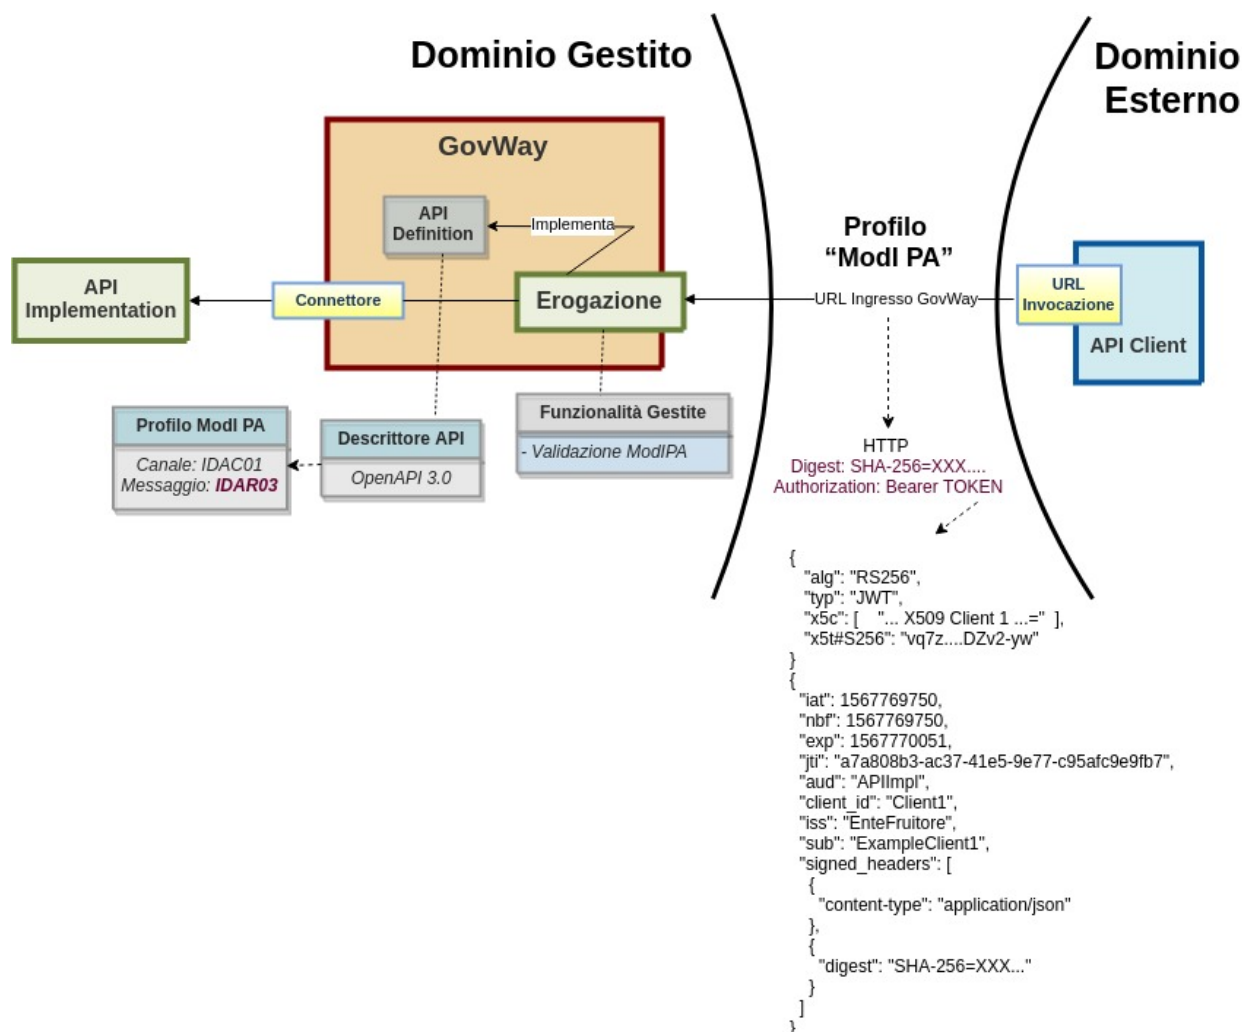 Dominio Gestito
Dominio
Esterno
GovWay
API
Definition
Implementa
Profilo
“ModI PA”
API
Implementation
Connettore
Erogazione
URL Ingresso GovWay
URL
Invocazione
API Client
Profilo ModI PA
Canale: IDAC01
Messaggio: IDAR03
Descrittore API
OpenAPI 3.0
Funzionalità Gestite
- Validazione ModIPA
HTTP
Digest: SHA-256=XXX....
Authorization: Bearer TOKEN
{
"alg": "RS256",
"typ": "JWT",
"x5c": [ "... X509 Client 1 ...=" ],
"x5t#S256": "vq7z....DZv2-yw"
}
{
"iat": 1567769750,
"nbf": 1567769750,
"exp": 1567770051,
"jti": "a7a808b3-ac37-41e5-9e77-c95afc9e9fb7",
"aud": "APIImpl",
"client_id": "Client1",
"iss": "EnteFruitore",
"sub": "ExampleClient1",
"signed_headers": [
{
"content-type": "application/json"
},
{
"digest": "SHA-256=XXX..."
}
]
}